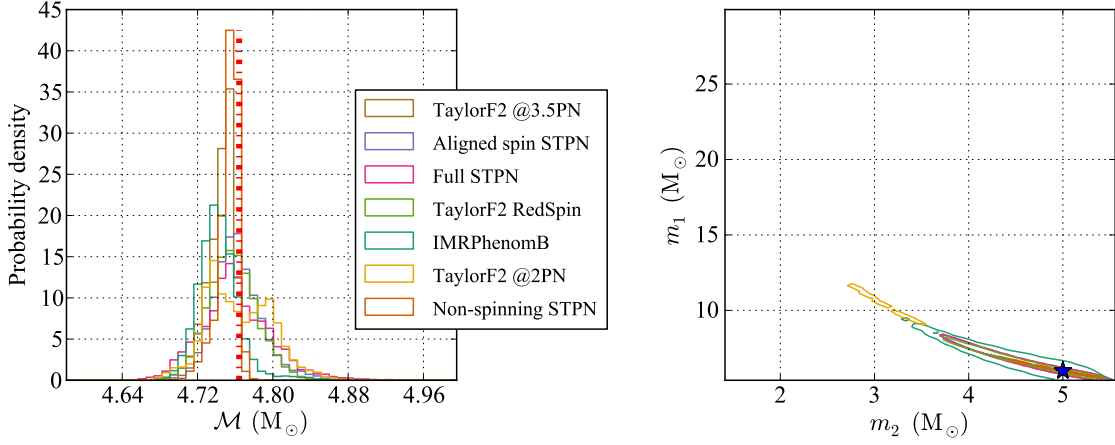 Probability density
45
40
35
30
25
20
15
10
5
0
4.64
4.72
4.80
4.88
4.96
ℳ (M⊙)
TaylorF2 @3.5PN
Aligned spin STPN
Full STPN
TaylorF2 RedSpin
IMRPhenomB
TaylorF2 @2PN
Non-spinning STPN
m₁ (M⊙)
25
20
15
10
2
3
4
5
m₂ (M⊙)